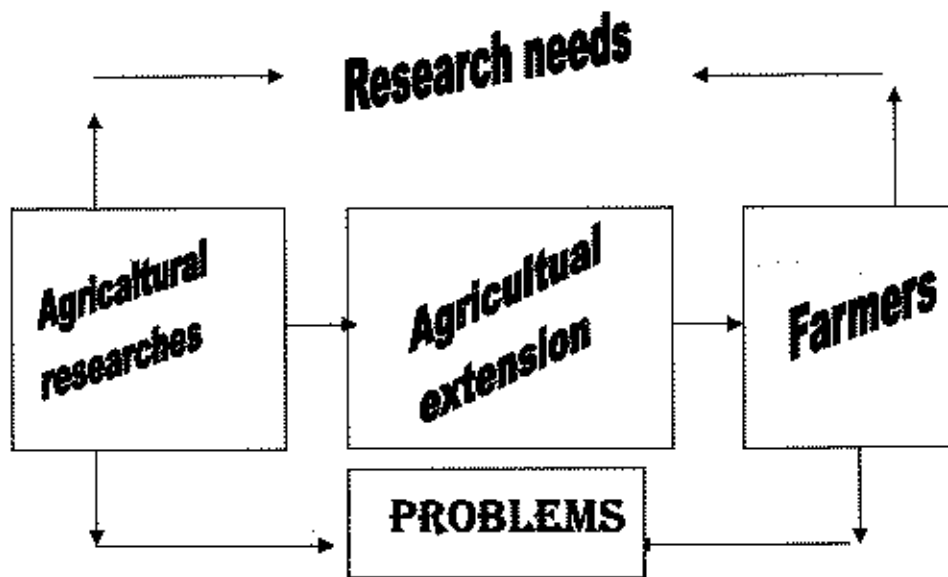 Research needs
Agricaltural
researches
Agricultual
extension
Farmers
PROBLEMS